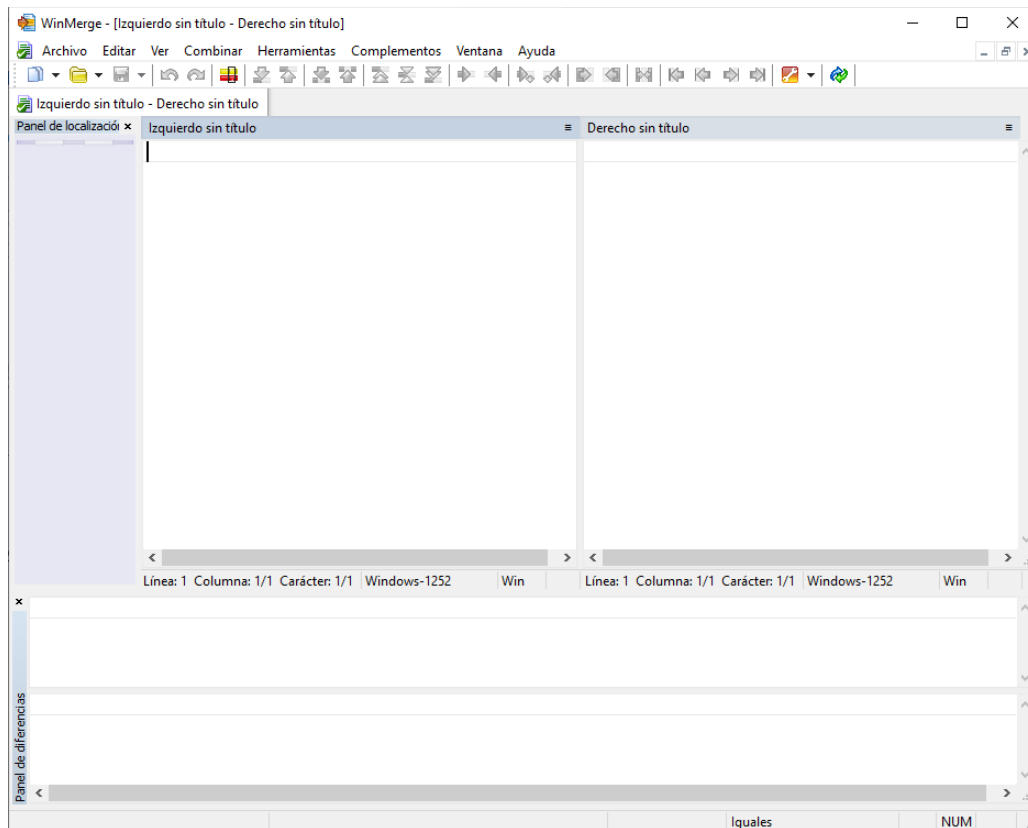 WinMerge - [Izquierdo sin título - Derecho sin título]
Archivo Editar Ver Combinar Herramientas Complementos Ventana Ayuda
Izquierdo sin título - Derecho sin título
Panel de localizació
Izquierdo sin título
Derecho sin título
Línea: 1 Columna: 1/1 Carácter: 1/1 Windows-1252 Win
Línea: 1 Columna: 1/1 Carácter: 1/1 Windows-1252 Win
Panel de diferencias
Iguales NUM